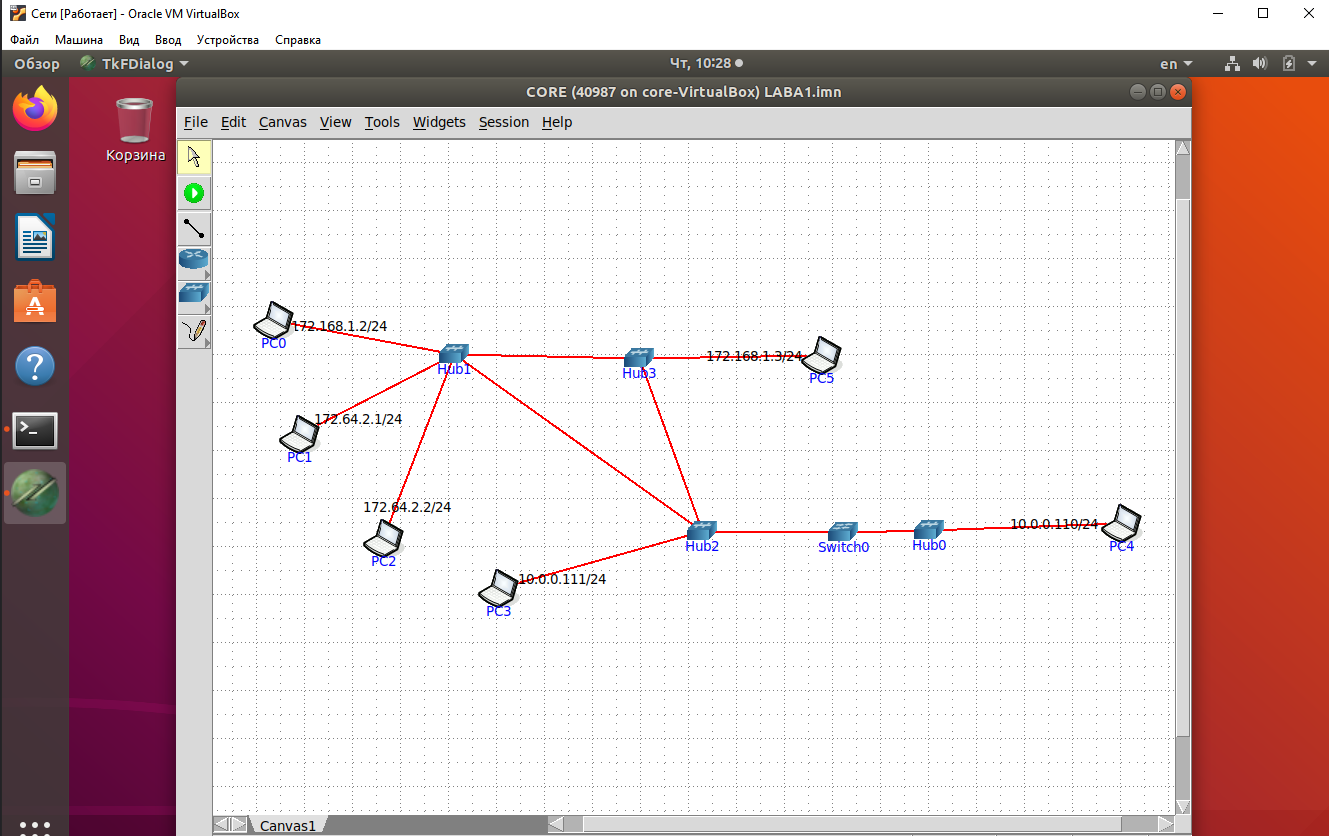 Сети [Работает] - Oracle VM VirtualBox
Файл Машина Вид Ввод Устройства Справка
Обзор TkFDialog Чт, 10:28 en
CORE (40987 on core-VirtualBox) LABA1.imn
File Edit Canvas View Tools Widgets Session Help
Корзина
172.168.1.2/24
PC0
Hub1
Hub3
172.168.1.3/24
PC5
172.64.2.1/24
PC1
172.64.2.2/24
PC2
Hub2
Switch0
Hub0
10.0.0.110/24
PC4
10.0.0.111/24
PC3
Canvas1